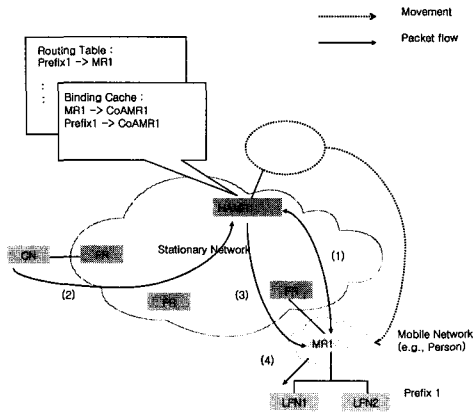 Movement
Packet flow
Routing Table :
Prefix1 -> MR1
:
:
Binding Cache :
MR1 -> CoAMR1
Prefix1 -> CoAMR1
CN
Stationary Network
(1)
(2)
(3)
MR1
Mobile Network
(e.g., Person)
(4)
LFN1
LFN2
Prefix 1